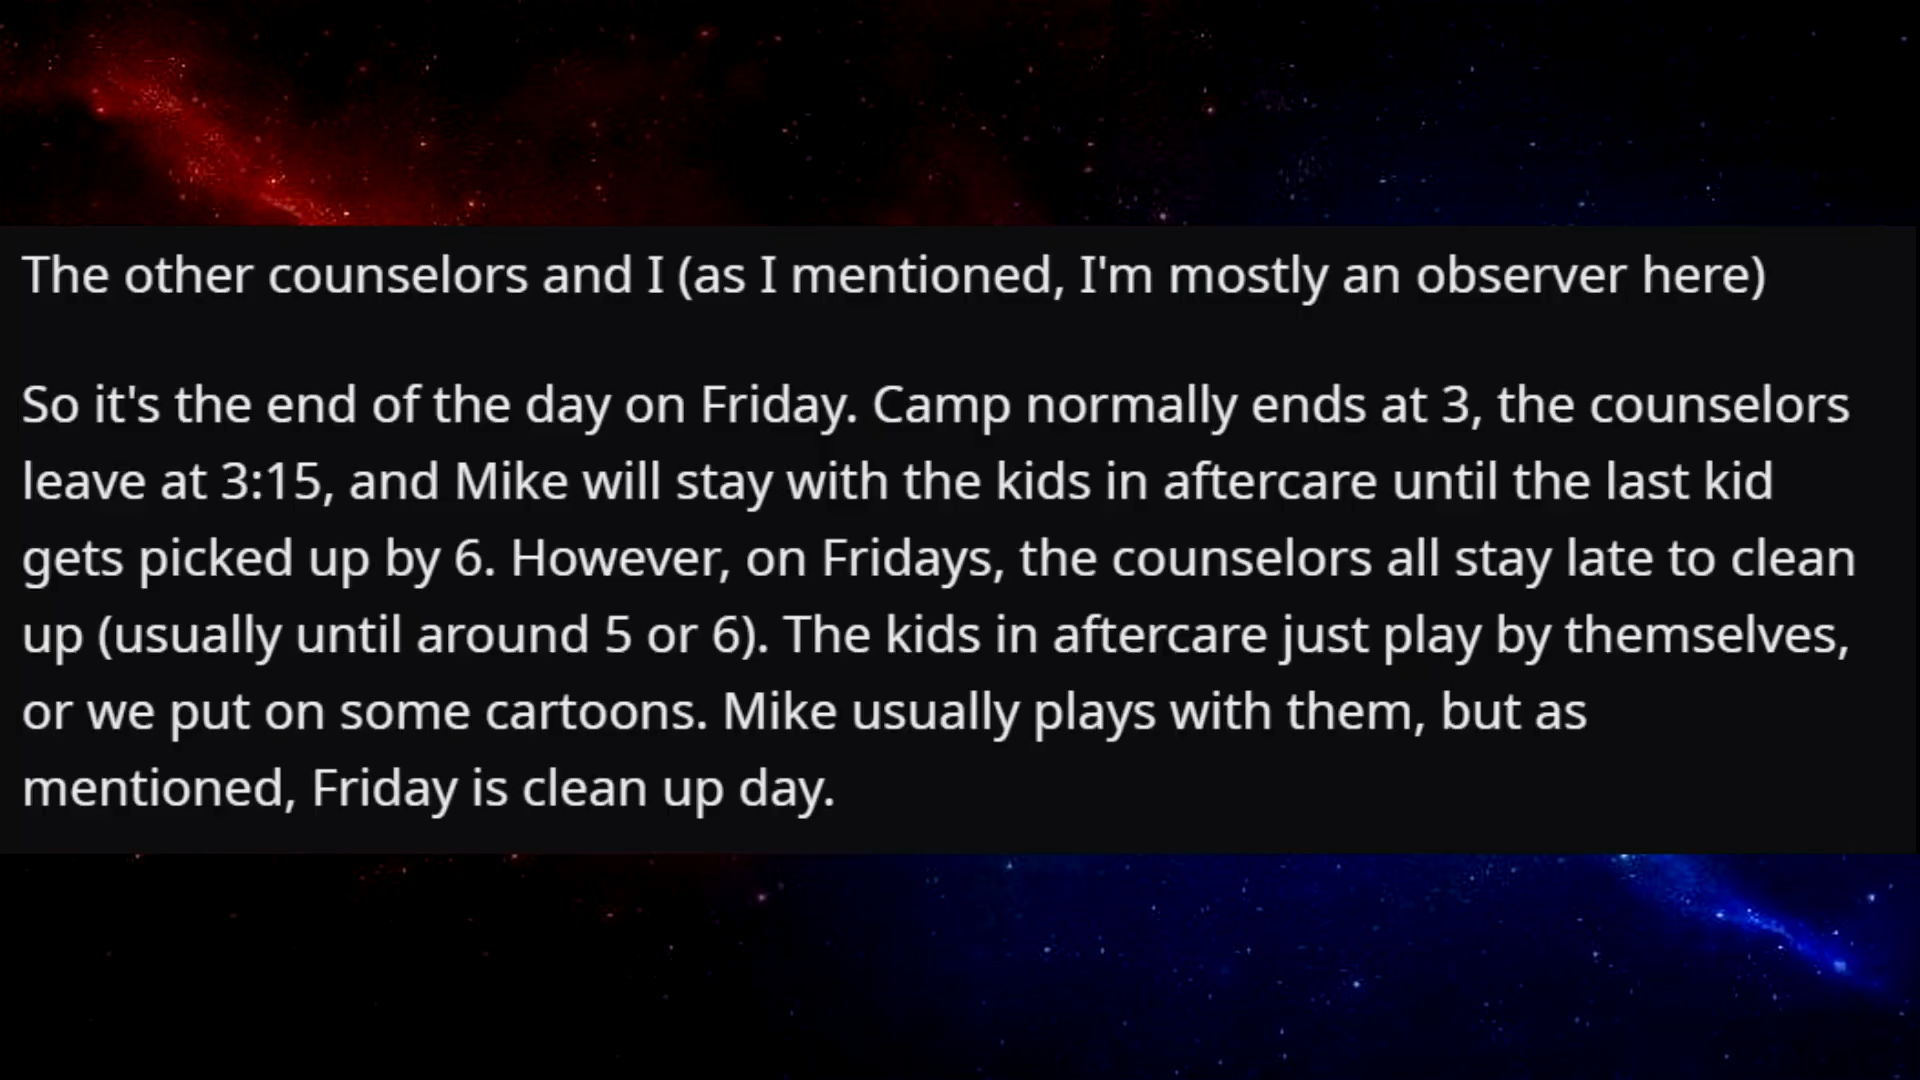 The other counselors and I (as I mentioned, I'm mostly an observer here)
So it's the end of the day on Friday. Camp normally ends at 3, the counselors
leave at 3:15, and Mike will stay with the kids in aftercare until the last kid
gets picked up by 6. However, on Fridays, the counselors all stay late to clean
up (usually until around 5 or 6). The kids in aftercare just play by themselves,
or we put on some cartoons. Mike usually plays with them, but as
mentioned, Friday is clean up day.